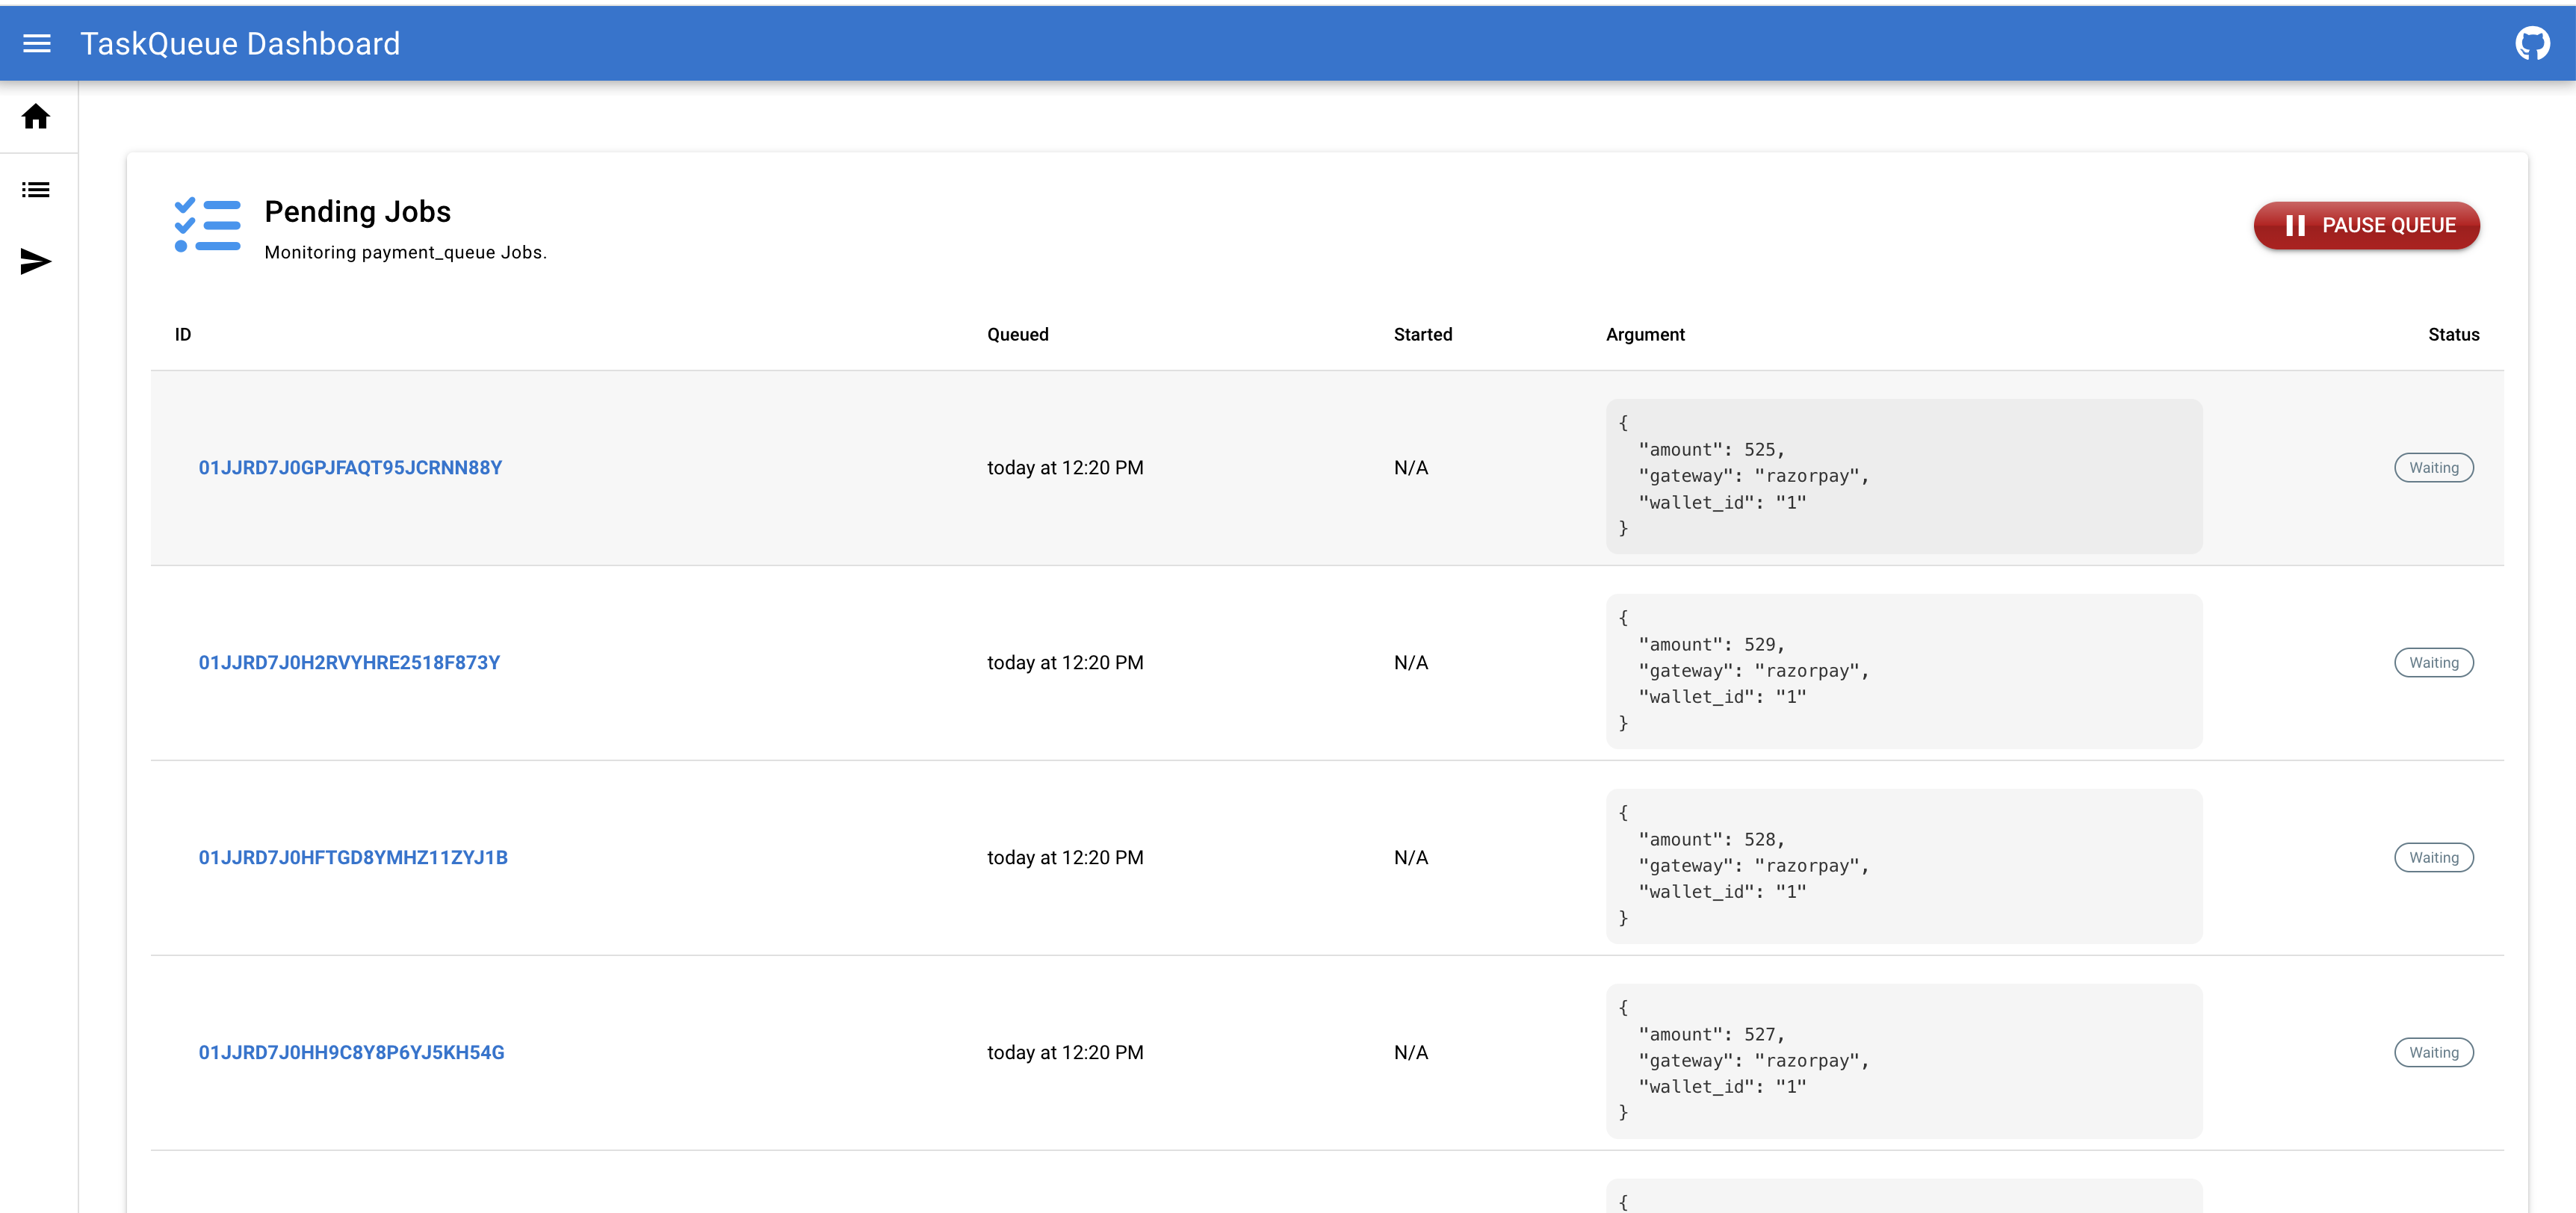 TaskQueue Dashboard
Pending Jobs
Monitoring payment_queue Jobs.
PAUSE QUEUE
ID Queued Started Argument Status
01JJRD7J0GPJFAQT95JCRNN88Y today at 12:20 PM N/A
{
"amount": 525,
"gateway": "razorpay",
"wallet_id": "1"
}
Waiting
01JJRD7J0H2RVYHRE2518F873Y today at 12:20 PM N/A
{
"amount": 529,
"gateway": "razorpay",
"wallet_id": "1"
}
Waiting
01JJRD7J0HFTGD8YMHZ11ZYJ1B today at 12:20 PM N/A
{
"amount": 528,
"gateway": "razorpay",
"wallet_id": "1"
}
Waiting
01JJRD7J0HH9C8Y8P6YJ5KH54G today at 12:20 PM N/A
{
"amount": 527,
"gateway": "razorpay",
"wallet_id": "1"
}
Waiting
{